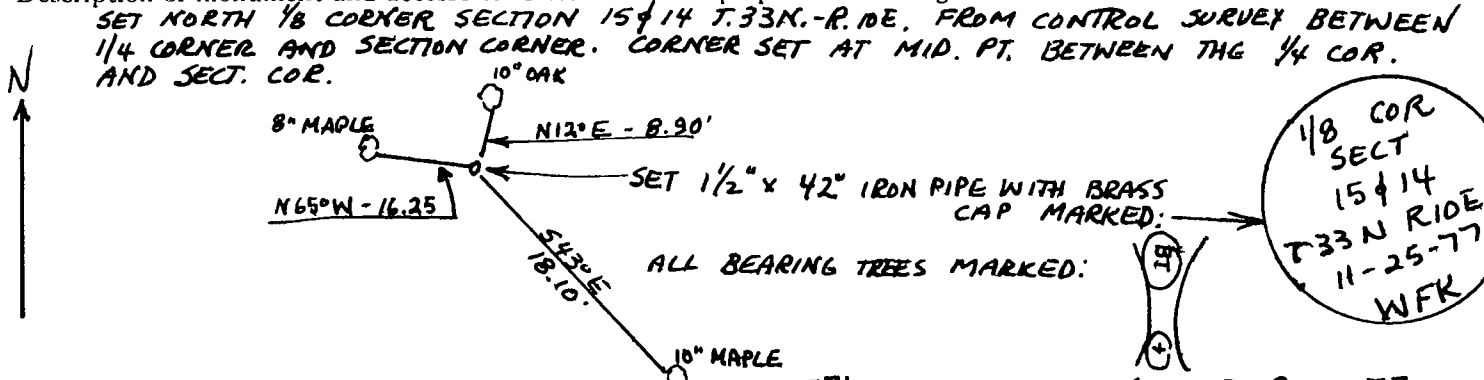 SET NORTH 1/8 CORNER SECTION 15 & 14 T.33N.-R.10E. FROM CONTROL SURVEY BETWEEN
1/4 CORNER AND SECTION CORNER. CORNER SET AT MID. PT. BETWEEN THG 1/4 COR.
AND SECT. COR.
N
10" OAK
8" MAPLE
N12°E - 8.90'
SET 1 1/2" x 42" IRON PIPE WITH BRASS
CAP MARKED:
N65°W - 16.25
S43°E
18.10'
ALL BEARING TREES MARKED:
BT
10" MAPLE
1/8 COR
SECT
15 & 14
T33N R10E
11-25-77
WFK